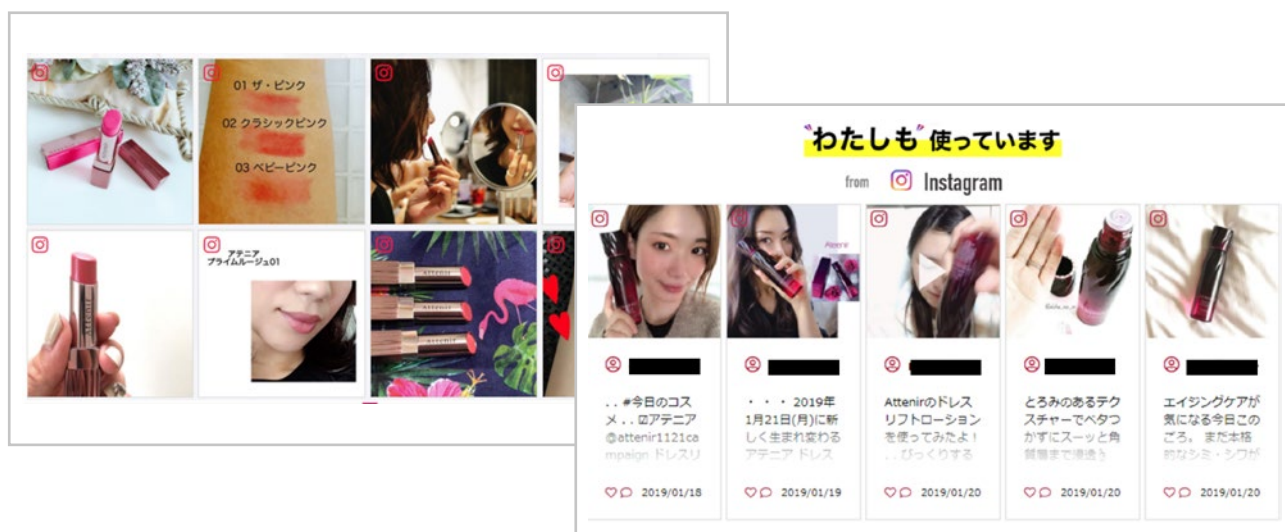 01 ザ・ピンク
02 クラシックピンク
03 ベビーピンク
アテニア
プライムルージュ01
ATTENIR
ATTENIR
ATTENIR
"わたしも"使っています
from Instagram
Attenir
. . #今日のコス
メ . . ☑アテニア
@attenir1121ca
mpaign ドレスリ
2019/01/18
・ ・ ・ 2019年
1月21日(月)に新
しく生まれ変わる
アテニア ドレス
2019/01/19
Attenirのドレス
リフトローション
を使ってみたよ!
. . びっくりする
2019/01/20
とろみのあるテク
スチャーでベタつ
かずにスーッと角
質層まで浸透
2019/01/20
エイジングケアが
気になる今日この
ごろ。 まだ本格
的なシミ・シワが
2019/01/20